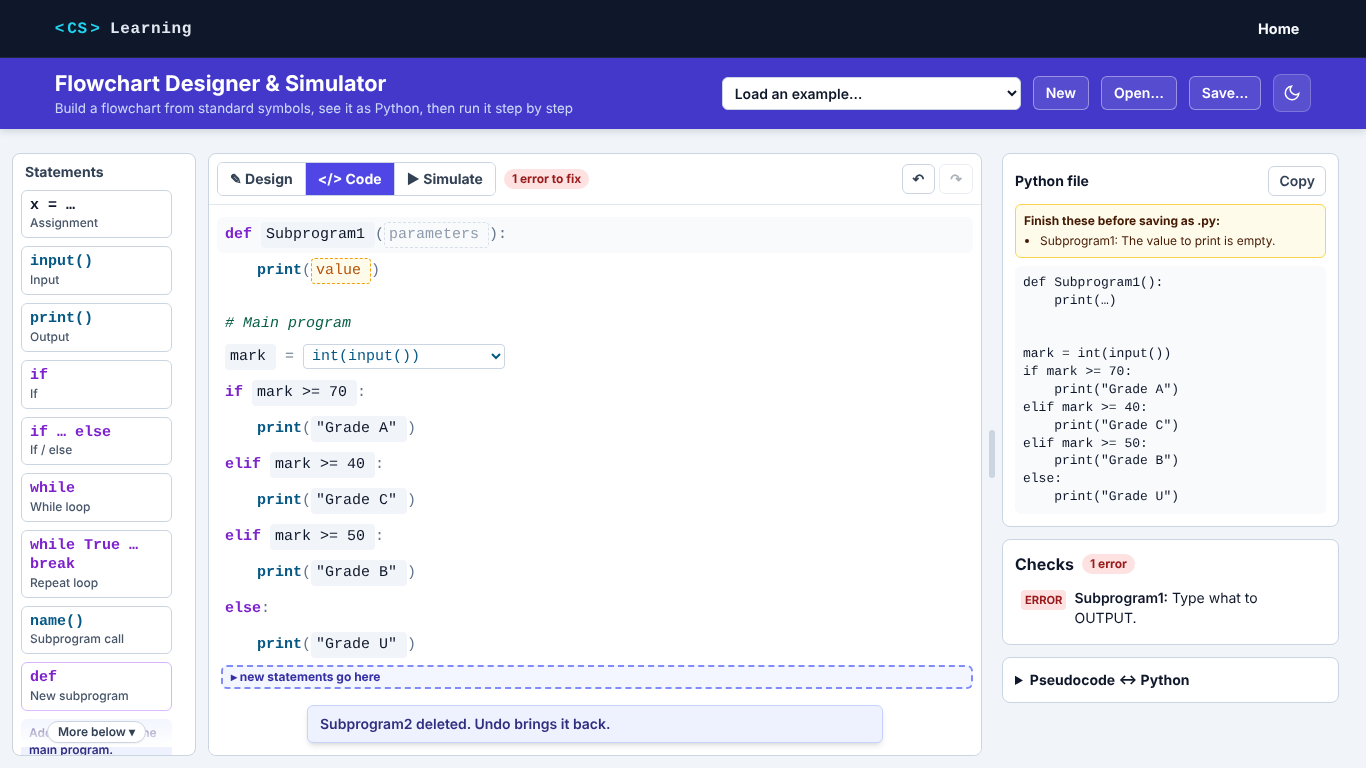 <CS> Learning
Home
Flowchart Designer & Simulator
Build a flowchart from standard symbols, see it as Python, then run it step by step
Load an example…
New
Open…
Save…
Statements
x = …
Assignment
input()
Input
print()
Output
if
If
if … else
If / else
while
While loop
while True …
break
Repeat loop
name()
Subprogram call
def
New subprogram
More below ▾
main program.
✎ Design
</> Code
▶ Simulate
1 error to fix
↶
↷
def Subprogram1 (parameters ):
print(value )
# Main program
mark = int(input())
if mark >= 70 :
print("Grade A" )
elif mark >= 40 :
print("Grade C" )
elif mark >= 50 :
print("Grade B" )
else:
print("Grade U" )
▸ new statements go here
Subprogram2 deleted. Undo brings it back.
Python file
Copy
Finish these before saving as .py:
• Subprogram1: The value to print is empty.
def Subprogram1():
    print(…)
mark = int(input())
if mark >= 70:
    print("Grade A")
elif mark >= 40:
    print("Grade C")
elif mark >= 50:
    print("Grade B")
else:
    print("Grade U")
Checks
1 error
ERROR Subprogram1: Type what to
OUTPUT.
▶ Pseudocode ↔ Python